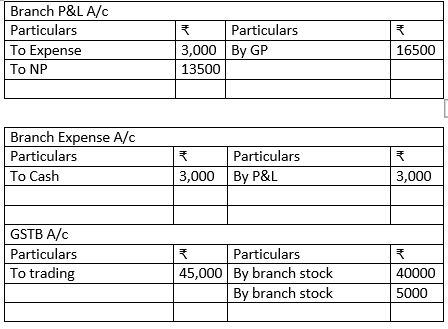 Branch P&L A/c
Particulars ₹ Particulars ₹
To Expense 3,000 By GP 16500
To NP 13500
Branch Expense A/c
Particulars ₹ Particulars ₹
To Cash 3,000 By P&L 3,000
GSTB A/c
Particulars ₹ Particulars ₹
To trading 45,000 By branch stock 40000
By branch stock 5000